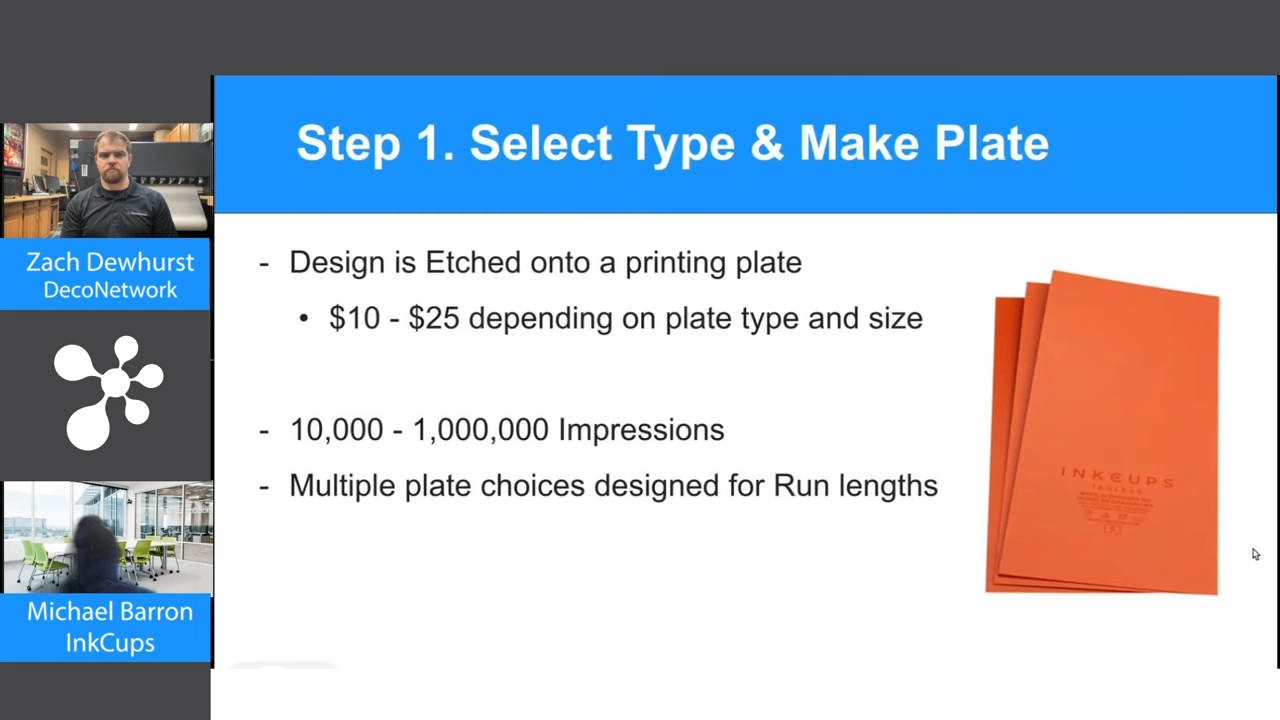 Step 1. Select Type & Make Plate
- Design is Etched onto a printing plate
• $10 - $25 depending on plate type and size
- 10,000 - 1,000,000 Impressions
- Multiple plate choices designed for Run lengths
INKCUPS
Zach Dewhurst
DecoNetwork
Michael Barron
InkCups